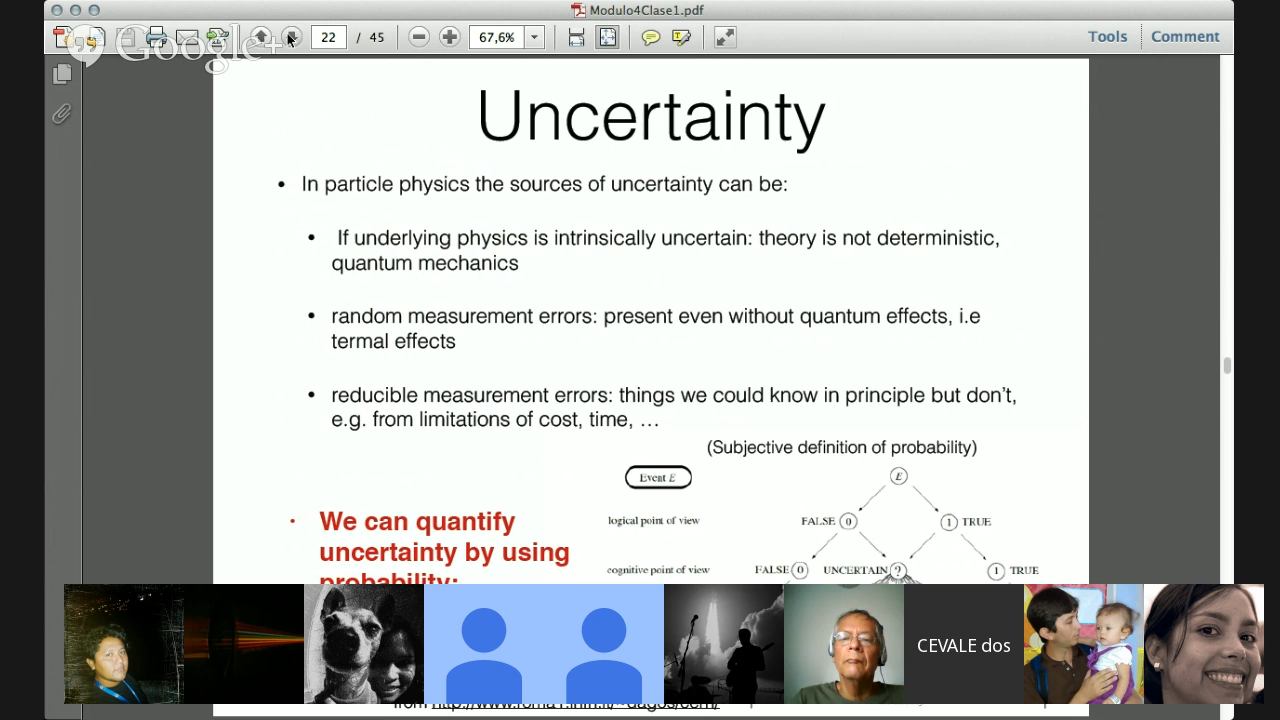 Modulo4Clase1.pdf
Google+
22 / 45
67,6%
Tools
Comment
Uncertainty
• In particle physics the sources of uncertainty can be:
• If underlying physics is intrinsically uncertain: theory is not deterministic,
quantum mechanics
• random measurement errors: present even without quantum effects, i.e
termal effects
• reducible measurement errors: things we could know in principle but don't,
e.g. from limitations of cost, time, …
(Subjective definition of probability)
Event E
E
logical point of view
FALSE 0
1 TRUE
• We can quantify
uncertainty by using
probability:
cognitive point of view
FALSE 0
UNCERTAIN ?
1 TRUE
CEVALE dos
from